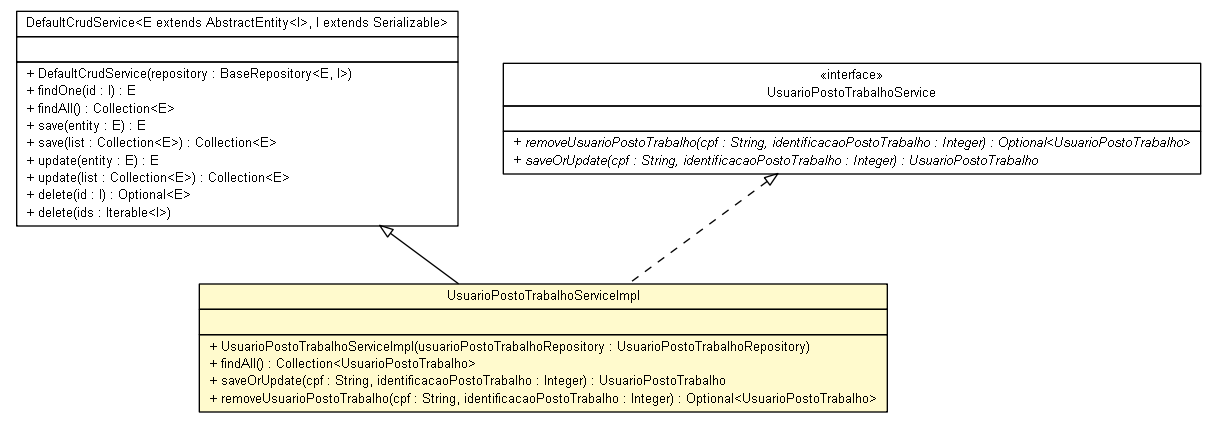 DefaultCrudService<E extends AbstractEntity<I>, I extends Serializable>
+ DefaultCrudService(repository : BaseRepository<E, I>)
+ findOne(id : I) : E
+ findAll() : Collection<E>
+ save(entity : E) : E
+ save(list : Collection<E>) : Collection<E>
+ update(entity : E) : E
+ update(list : Collection<E>) : Collection<E>
+ delete(id : I) : Optional<E>
+ delete(ids : Iterable<I>)
«interface»
UsuarioPostoTrabalhoService
+ removeUsuarioPostoTrabalho(cpf : String, identificacaoPostoTrabalho : Integer) : Optional<UsuarioPostoTrabalho>
+ saveOrUpdate(cpf : String, identificacaoPostoTrabalho : Integer) : UsuarioPostoTrabalho
UsuarioPostoTrabalhoServiceImpl
+ UsuarioPostoTrabalhoServiceImpl(usuarioPostoTrabalhoRepository : UsuarioPostoTrabalhoRepository)
+ findAll() : Collection<UsuarioPostoTrabalho>
+ saveOrUpdate(cpf : String, identificacaoPostoTrabalho : Integer) : UsuarioPostoTrabalho
+ removeUsuarioPostoTrabalho(cpf : String, identificacaoPostoTrabalho : Integer) : Optional<UsuarioPostoTrabalho>